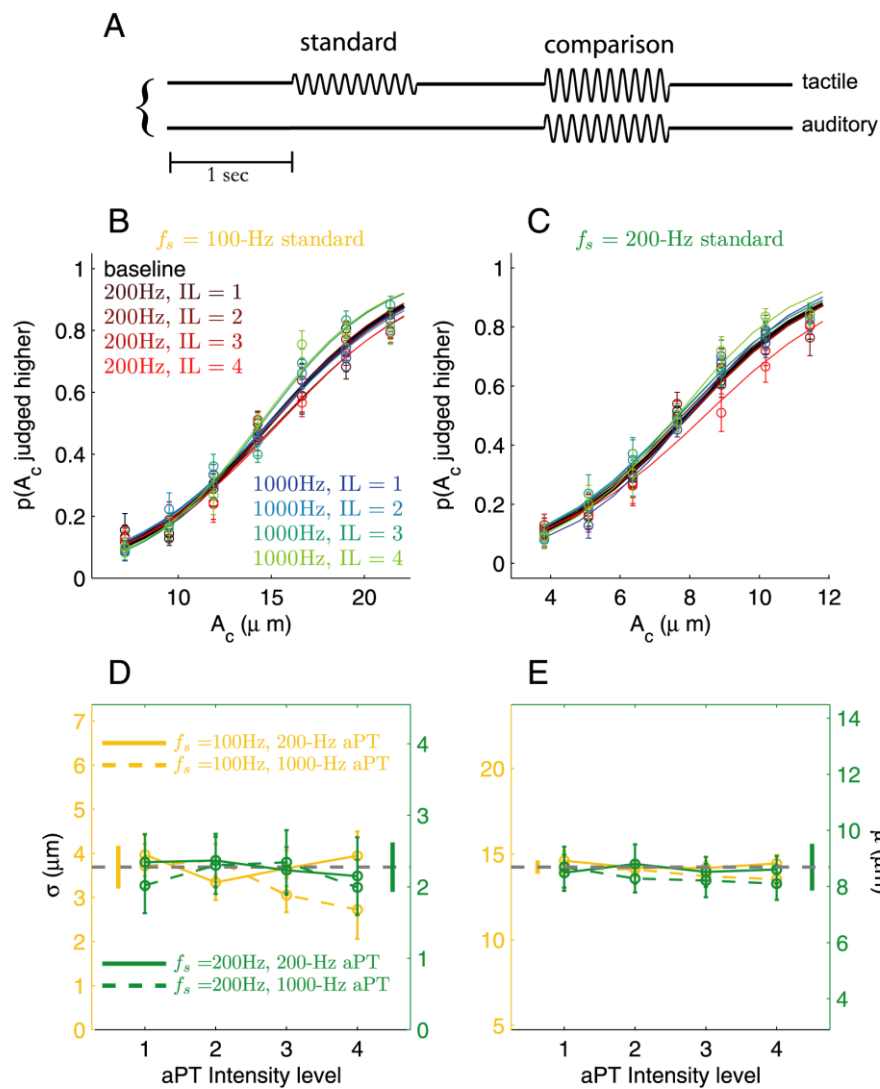 A
standard
comparison
tactile
auditory
{
1 sec
B
f_s = 100-Hz standard
C
f_s = 200-Hz standard
p(A_c judged higher)
1
0.8
0.6
0.4
0.2
0
baseline
200Hz, IL = 1
200Hz, IL = 2
200Hz, IL = 3
200Hz, IL = 4
1000Hz, IL = 1
1000Hz, IL = 2
1000Hz, IL = 3
1000Hz, IL = 4
10 15 20
A_c (μ m)
p(A_c judged higher)
1
0.8
0.6
0.4
0.2
0
4 6 8 10 12
A_c (μ m)
D
σ (μm)
7
6
5
4
3
2
1
0
f_s =100Hz, 200-Hz aPT
f_s =100Hz, 1000-Hz aPT
f_s =200Hz, 200-Hz aPT
f_s =200Hz, 1000-Hz aPT
4
3
2
1
0
1 2 3 4
aPT Intensity level
E
20
15
10
5
14
12
10
8
6
4
1 2 3 4
aPT Intensity level